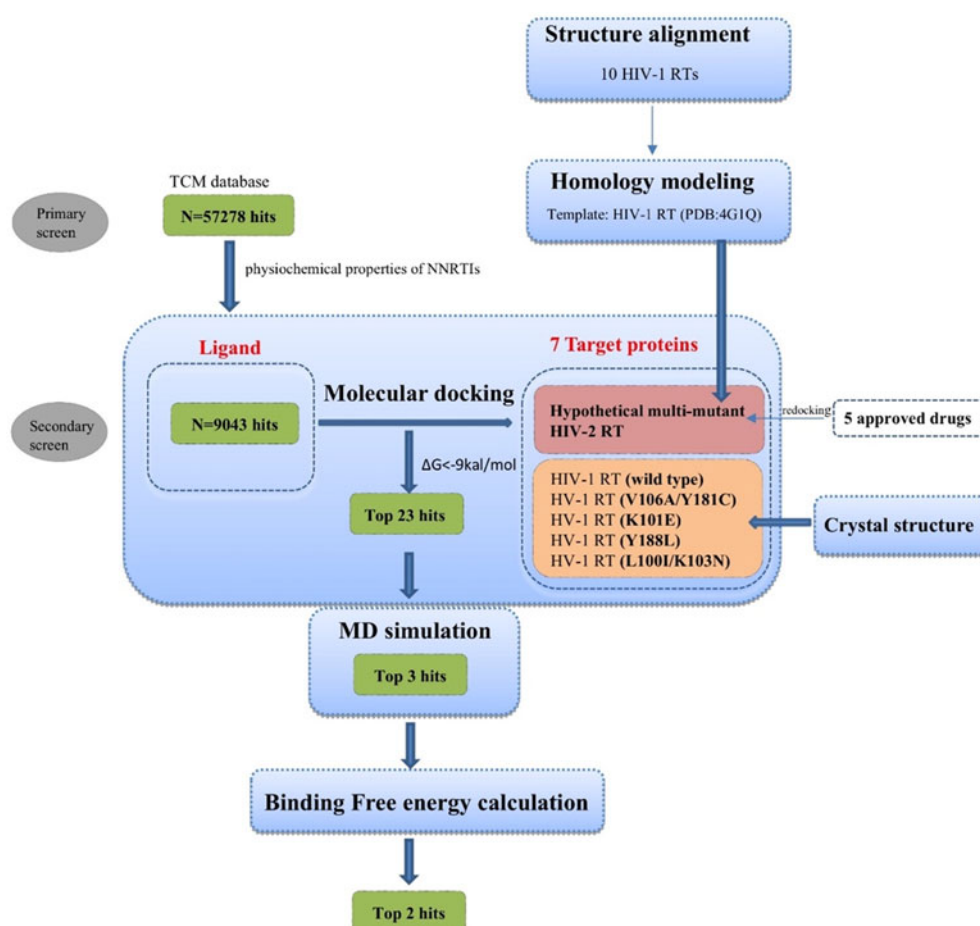 Structure alignment
10 HIV-1 RTs
Homology modeling
Template: HIV-1 RT (PDB:4G1Q)
Primary
screen
TCM database
N=57278 hits
physiochemical properties of NNRTIs
Ligand
7 Target proteins
Molecular docking
Secondary
screen
N=9043 hits
Hypothetical multi-mutant
HIV-2 RT
redocking
5 approved drugs
ΔG<-9kal/mol
Top 23 hits
HIV-1 RT (wild type)
HV-1 RT (V106A/Y181C)
HV-1 RT (K101E)
HV-1 RT (Y188L)
HV-1 RT (L100I/K103N)
Crystal structure
MD simulation
Top 3 hits
Binding Free energy calculation
Top 2 hits